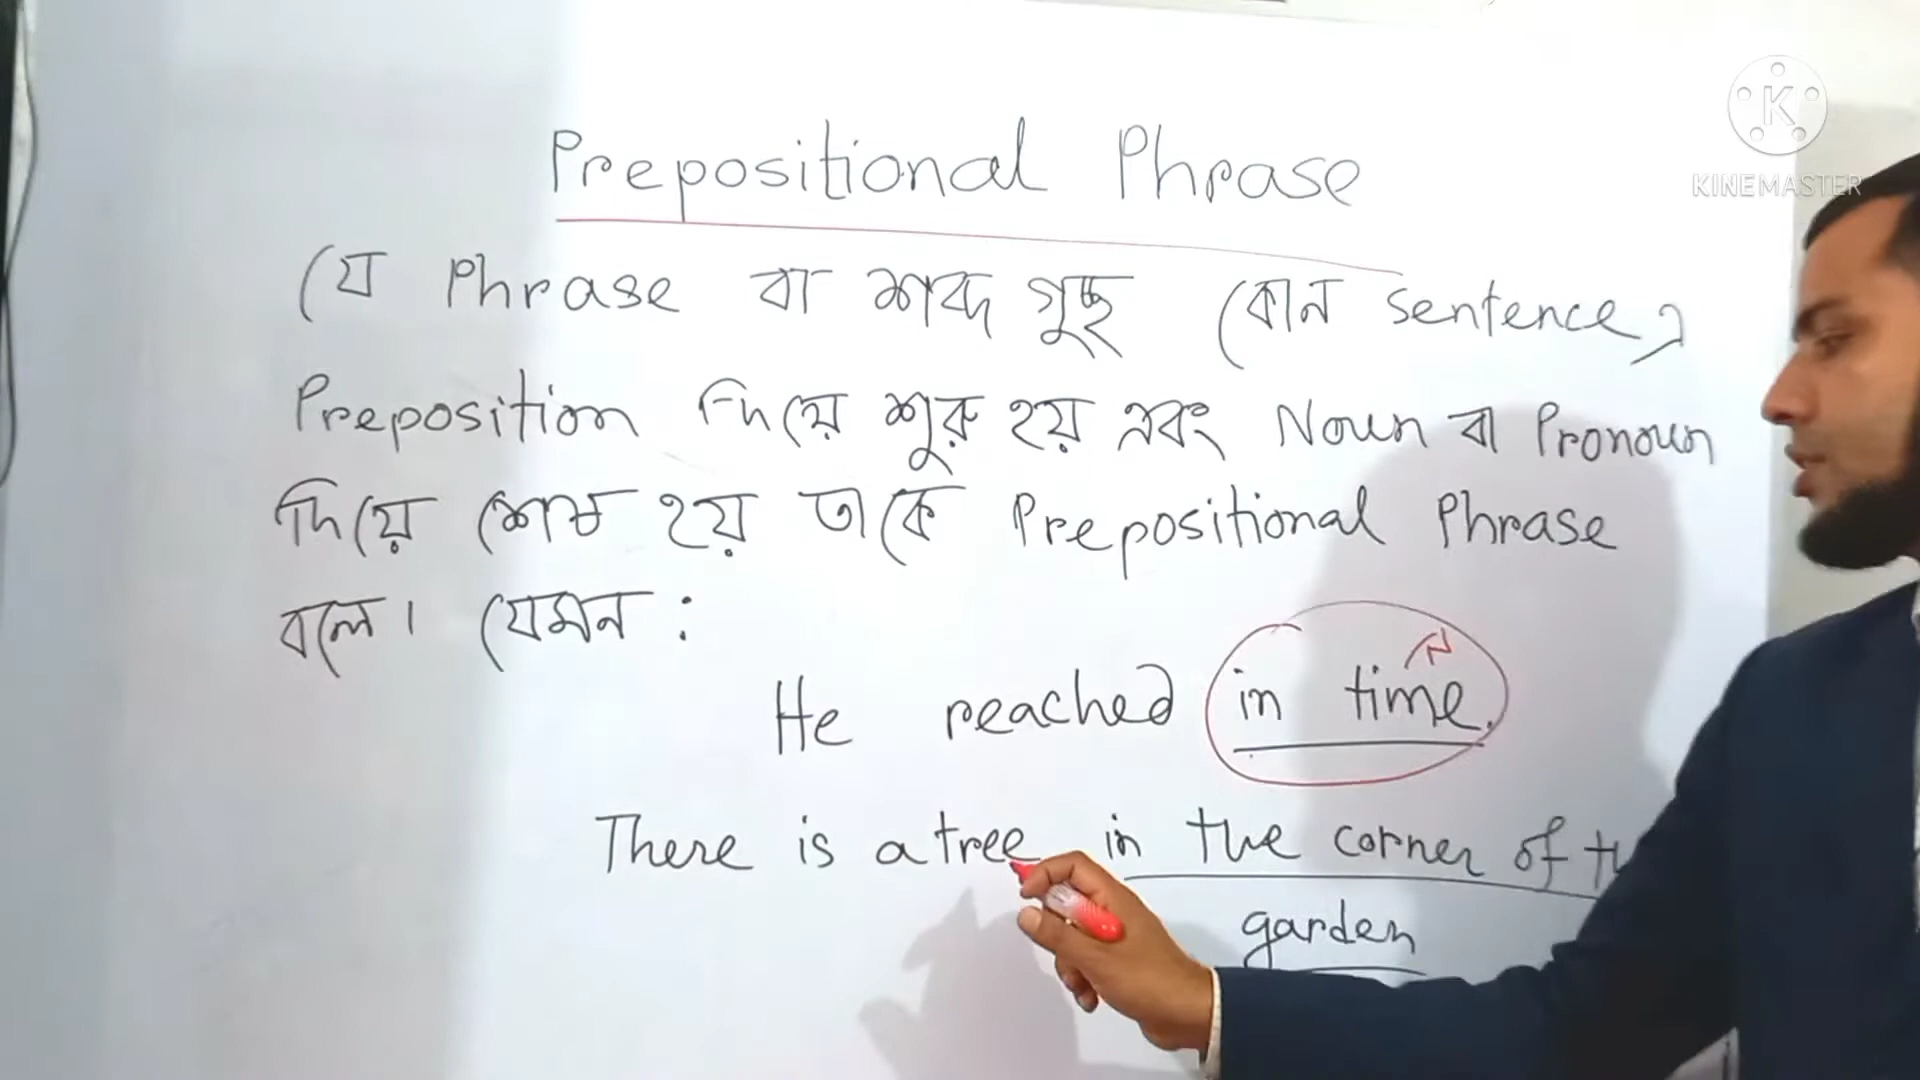 KINEMASTER
Prepositional Phrase
যে Phrase বা শব্দ গুচ্ছ কোন sentence এ
Preposition দিয়ে শুরু হয় এবং Noun বা Pronoun
দিয়ে শেষ হয় তাকে Prepositional Phrase
বলে। যেমন:
N
He reached in time.
There is a tree in the corner of
garden